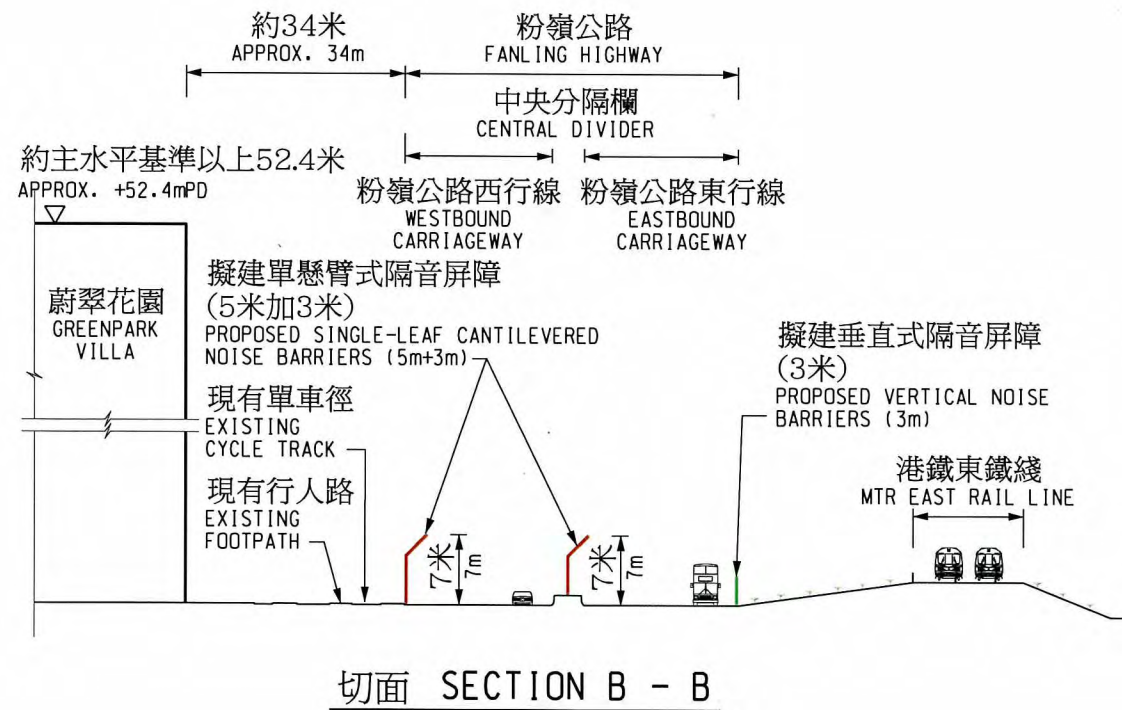 約34米
APPROX. 34m
粉嶺公路
FANLING HIGHWAY
中央分隔欄
CENTRAL DIVIDER
約主水平基準以上52.4米
APPROX. +52.4mPD
粉嶺公路西行線
WESTBOUND
CARRIAGEWAY
粉嶺公路東行線
EASTBOUND
CARRIAGEWAY
蔚翠花園
GREENPARK
VILLA
擬建單懸臂式隔音屏障
(5米加3米)
PROPOSED SINGLE-LEAF CANTILEVERED
NOISE BARRIERS (5m+3m)
擬建垂直式隔音屏障
(3米)
PROPOSED VERTICAL NOISE
BARRIERS (3m)
現有單車徑
EXISTING
CYCLE TRACK
現有行人路
EXISTING
FOOTPATH
港鐵東鐵綫
MTR EAST RAIL LINE
7米
7m
7米
7m
切面 SECTION B - B